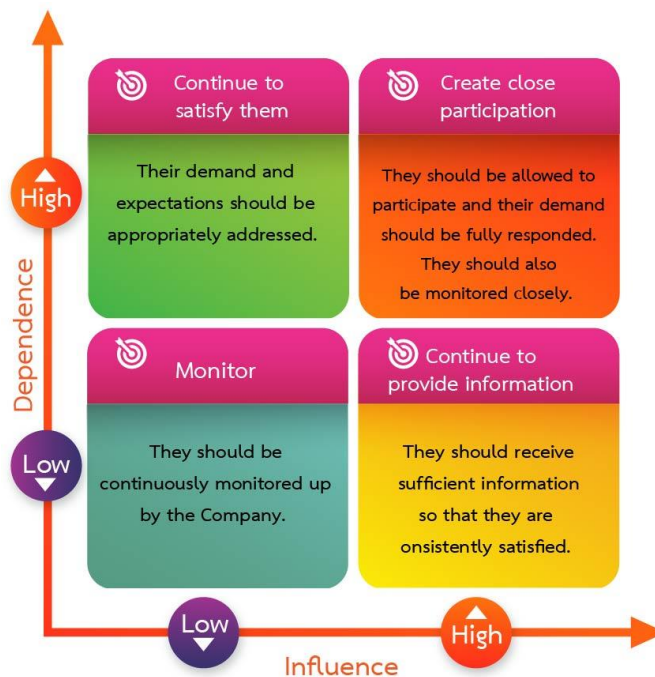 Continue to
satisfy them
Their demand and
expectations should be
appropriately addressed.
Create close
participation
They should be allowed to
participate and their demand
should be fully responded.
They should also
be monitored closely.
High
Dependence
Low
Monitor
They should be
continuously monitored up
by the Company.
Continue to
provide information
They should receive
sufficient information
so that they are
onsistently satisfied.
Low
High
Influence